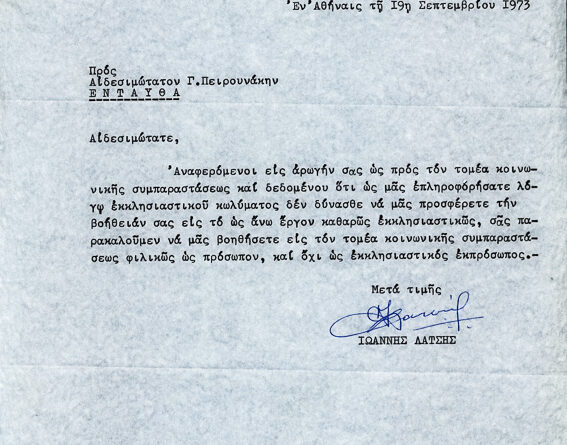 Ἐν Ἀθήναις τῇ 19η Σεπτεμβρίου 1973
Πρός
Αἰδεσιμώτατον Γ.Πειρουνάκην
ΕΝΤΑΥΘΑ
Αἰδεσιμώτατε,
Ἀναφερόμενοι εἰς ἀρωγήν σας ὡς πρός τόν τομέα κοινω-
νικῆς συμπαραστάσεως καί δεδομένου ὅτι ὡς μᾶς ἐπληροφορήσατε λό-
γῳ ἐκκλησιαστικοῦ κωλύματος δέν δύνασθε νά μᾶς προσφέρετε τήν
βοήθειάν σας εἰς τό ὡς ἄνω ἔργον καθαρῶς ἐκκλησιαστικῶς, σᾶς πα-
ρακαλοῦμεν νά μᾶς βοηθήσετε εἰς τόν τομέα κοινωνικῆς συμπαραστά-
σεως φιλικῶς ὡς πρόσωπον, καί ὄχι ὡς ἐκκλησιαστικός ἐκπρόσωπος.-
Μετά τιμῆς
ΙΩΑΝΝΗΣ ΛΑΤΣΗΣ